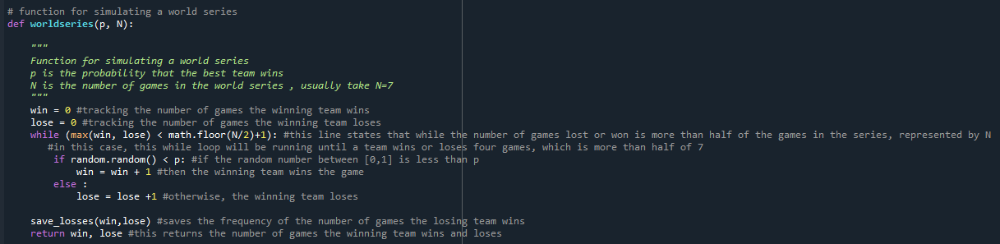 # function for simulating a world series
def worldseries(p, N):
"""
Function for simulating a world series
p is the probability that the best team wins
N is the number of games in the world series , usually take N=7
"""
win = 0 #tracking the number of games the winning team wins
lose = 0 #tracking the number of games the winning team loses
while (max(win, lose) < math.floor(N/2)+1): #this line states that while the number of games lost or won is more than half of the games in the series, represented by N
#in this case, this while loop will be running until a team wins or loses four games, which is more than half of 7
if random.random() < p: #if the random number between [0,1] is less than p
win = win + 1 #then the winning team wins the game
else :
lose = lose +1 #otherwise, the winning team loses
save_losses(win,lose) #saves the frequency of the number of games the losing team wins
return win, lose #this returns the number of games the winning team wins and loses